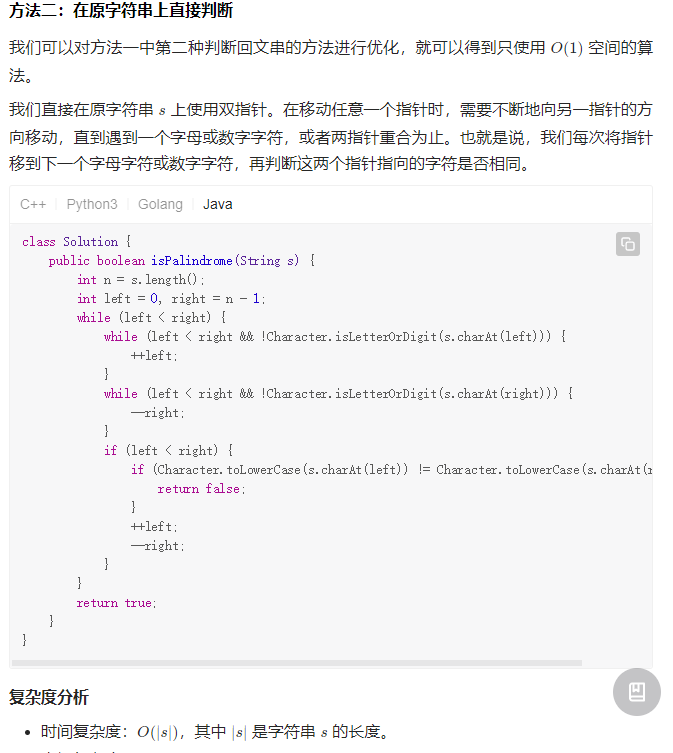 方法二：在原字符串上直接判断
我们可以对方法一中第二种判断回文串的方法进行优化，就可以得到只使用 O(1) 空间的算
法。
我们直接在原字符串 s 上使用双指针。在移动任意一个指针时，需要不断地向另一指针的方
向移动，直到遇到一个字母或数字字符，或者两指针重合为止。也就是说，我们每次将指针
移到下一个字母字符或数字字符，再判断这两个指针指向的字符是否相同。
C++ Python3 Golang Java
class Solution {
    public boolean isPalindrome(String s) {
        int n = s.length();
        int left = 0, right = n - 1;
        while (left < right) {
            while (left < right && !Character.isLetterOrDigit(s.charAt(left))) {
                ++left;
            }
            while (left < right && !Character.isLetterOrDigit(s.charAt(right))) {
                --right;
            }
            if (left < right) {
                if (Character.toLowerCase(s.charAt(left)) != Character.toLowerCase(s.charAt(
                    return false;
                }
                ++left;
                --right;
            }
        }
        return true;
    }
}
复杂度分析
• 时间复杂度：O(|s|)，其中 |s| 是字符串 s 的长度。